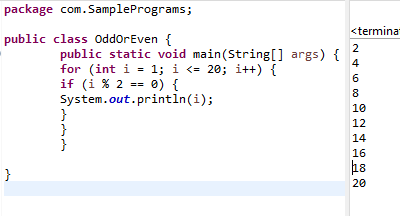 package com.SamplePrograms;
public class OddOrEven {
public static void main(String[] args) {
for (int i = 1; i <= 20; i++) {
if (i % 2 == 0) {
System.out.println(i);
}
}
}
}
<terminat
2
4
6
8
10
12
14
16
18
20